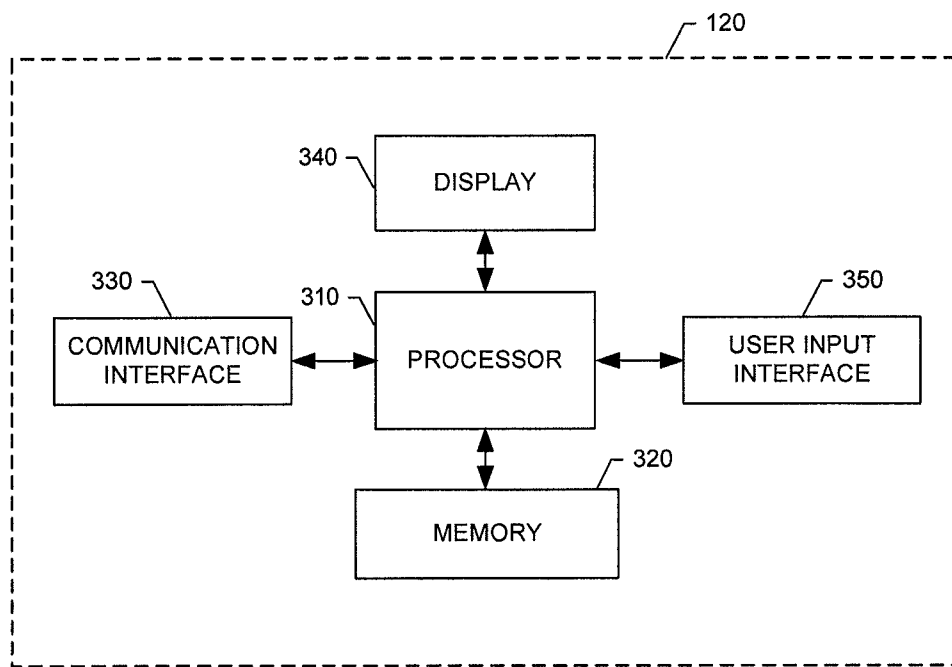 120
340
DISPLAY
330
310
350
COMMUNICATION
INTERFACE
PROCESSOR
USER INPUT
INTERFACE
320
MEMORY